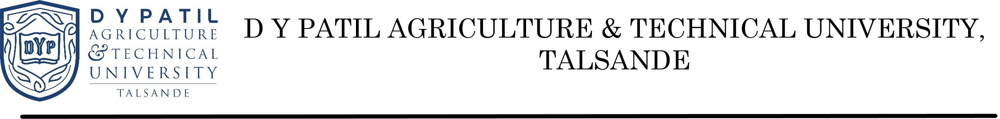 D Y PATIL
AGRICULTURE
& TECHNICAL
UNIVERSITY
TALSANDE
DYP
D Y PATIL AGRICULTURE & TECHNICAL UNIVERSITY,
TALSANDE